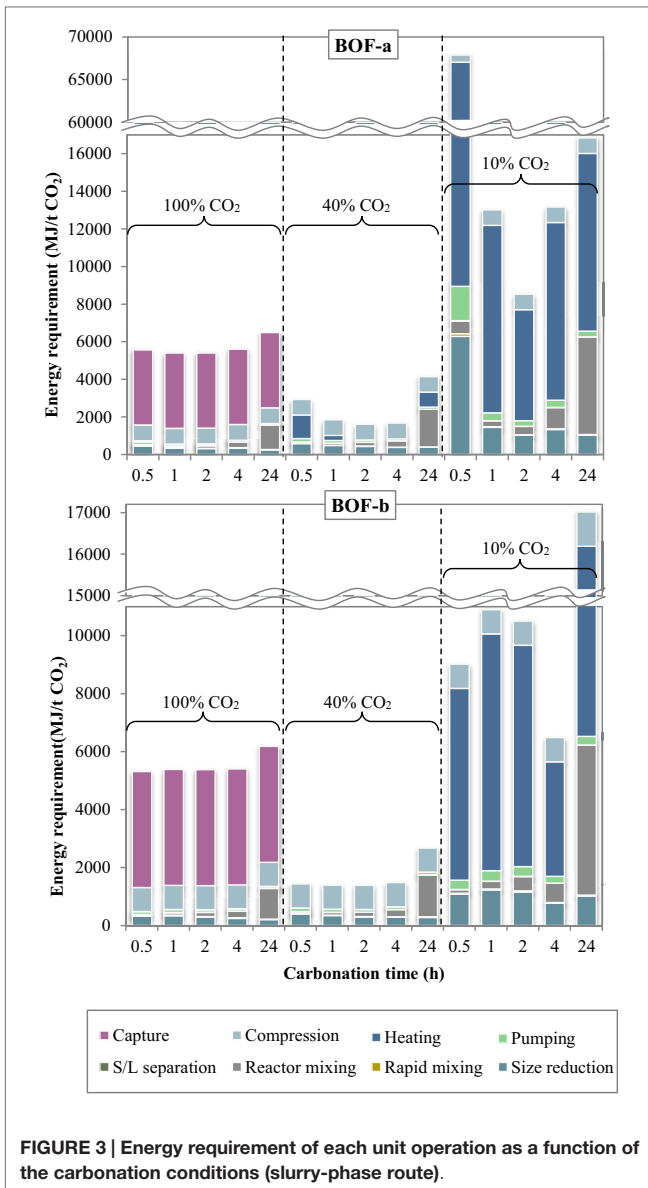 BOF-a
70000
65000
60000
16000
14000
12000
10000
8000
6000
4000
2000
0
Energy requirement (MJ/t CO₂)
100% CO₂
40% CO₂
10% CO₂
0.5 1 2 4 24 0.5 1 2 4 24 0.5 1 2 4 24
BOF-b
17000
16000
15000
10000
8000
6000
4000
2000
0
Energy requirement(MJ/t CO₂)
100% CO₂
40% CO₂
10% CO₂
0.5 1 2 4 24 0.5 1 2 4 24 0.5 1 2 4 24
Carbonation time (h)
Capture Compression Heating Pumping
S/L separation Reactor mixing Rapid mixing Size reduction
FIGURE 3 | Energy requirement of each unit operation as a function of
the carbonation conditions (slurry-phase route).